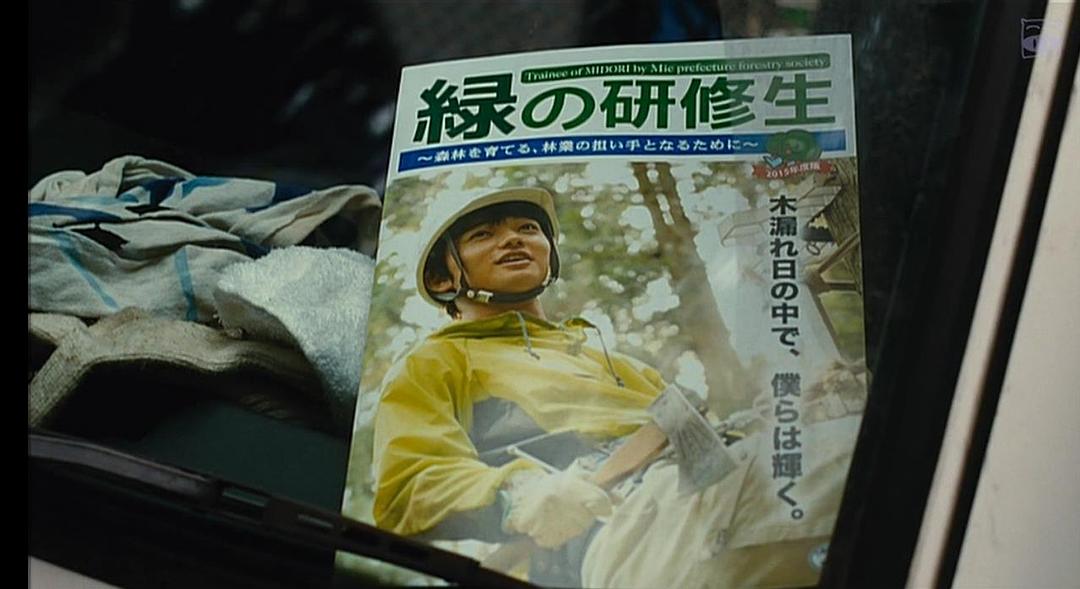 Trainee of MIDORI by Mie prefecture forestry society
緑の研修生
～森林を育てる、林業の担い手となるために～
2015年度版
木漏れ日の中で、僕らは輝く。